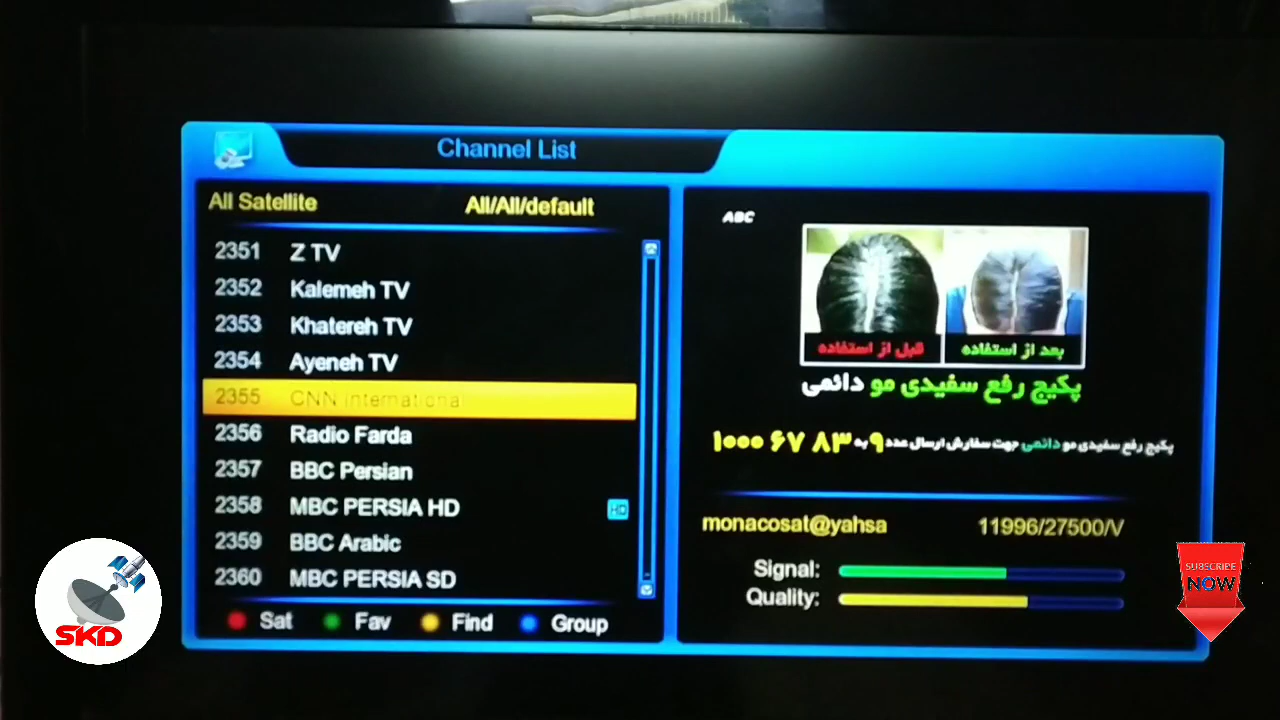 Channel List
All Satellite All/All/default
2351 Z TV
2352 Kalemeh TV
2353 Khatereh TV
2354 Ayeneh TV
2355 CNN international
2356 Radio Farda
2357 BBC Persian
2358 MBC PERSIA HD HD
2359 BBC Arabic
2360 MBC PERSIA SD
Sat Fav Find Group
ABC
قبل از استفاده
بعد از استفاده
پکیج رفع سفیدی مو دائمی
پکیج رفع سفیدی مو دائمی جهت سفارش ارسال عدد ۹ به ۱۰۰۰ ۶۷ ۸۳
monacosat@yahsa 11996/27500/V
Signal:
Quality:
SKD
SUBSCRIBE
NOW